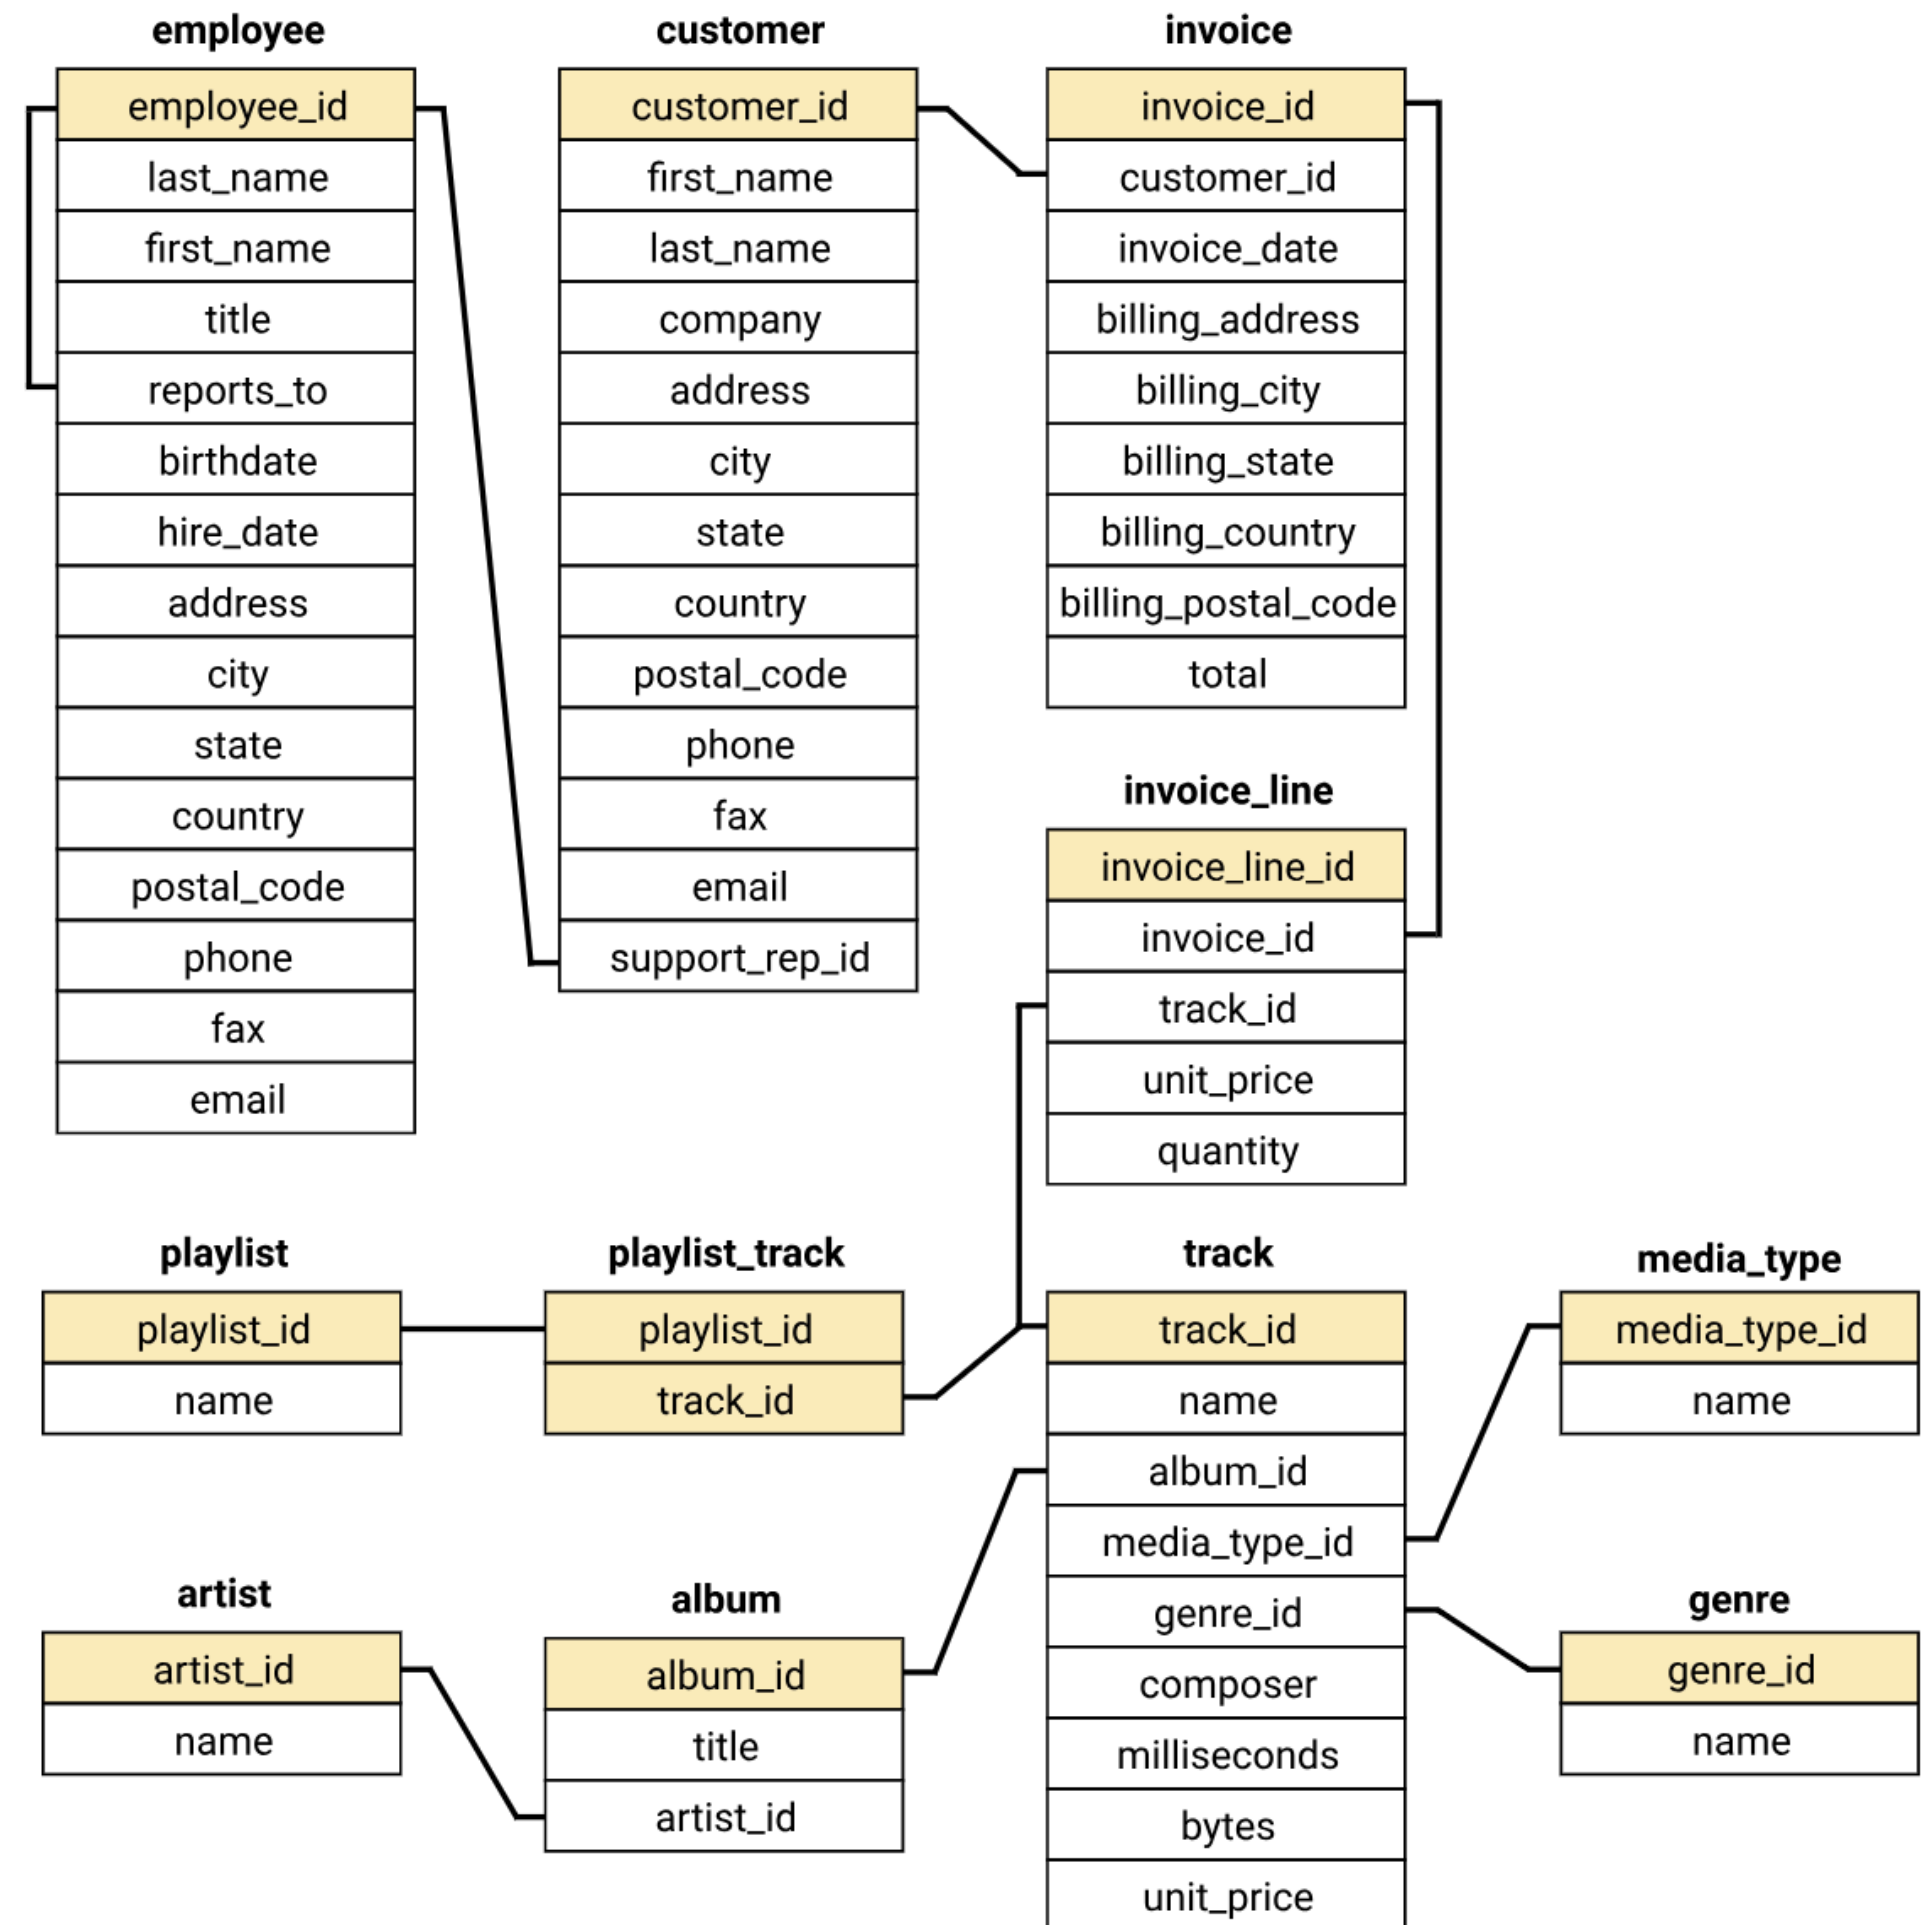 employee
employee_id
last_name
first_name
title
reports_to
birthdate
hire_date
address
city
state
country
postal_code
phone
fax
email
customer
customer_id
first_name
last_name
company
address
city
state
country
postal_code
phone
fax
email
support_rep_id
invoice
invoice_id
customer_id
invoice_date
billing_address
billing_city
billing_state
billing_country
billing_postal_code
total
invoice_line
invoice_line_id
invoice_id
track_id
unit_price
quantity
playlist
playlist_id
name
playlist_track
playlist_id
track_id
track
track_id
name
album_id
media_type_id
genre_id
composer
milliseconds
bytes
unit_price
media_type
media_type_id
name
artist
artist_id
name
album
album_id
title
artist_id
genre
genre_id
name